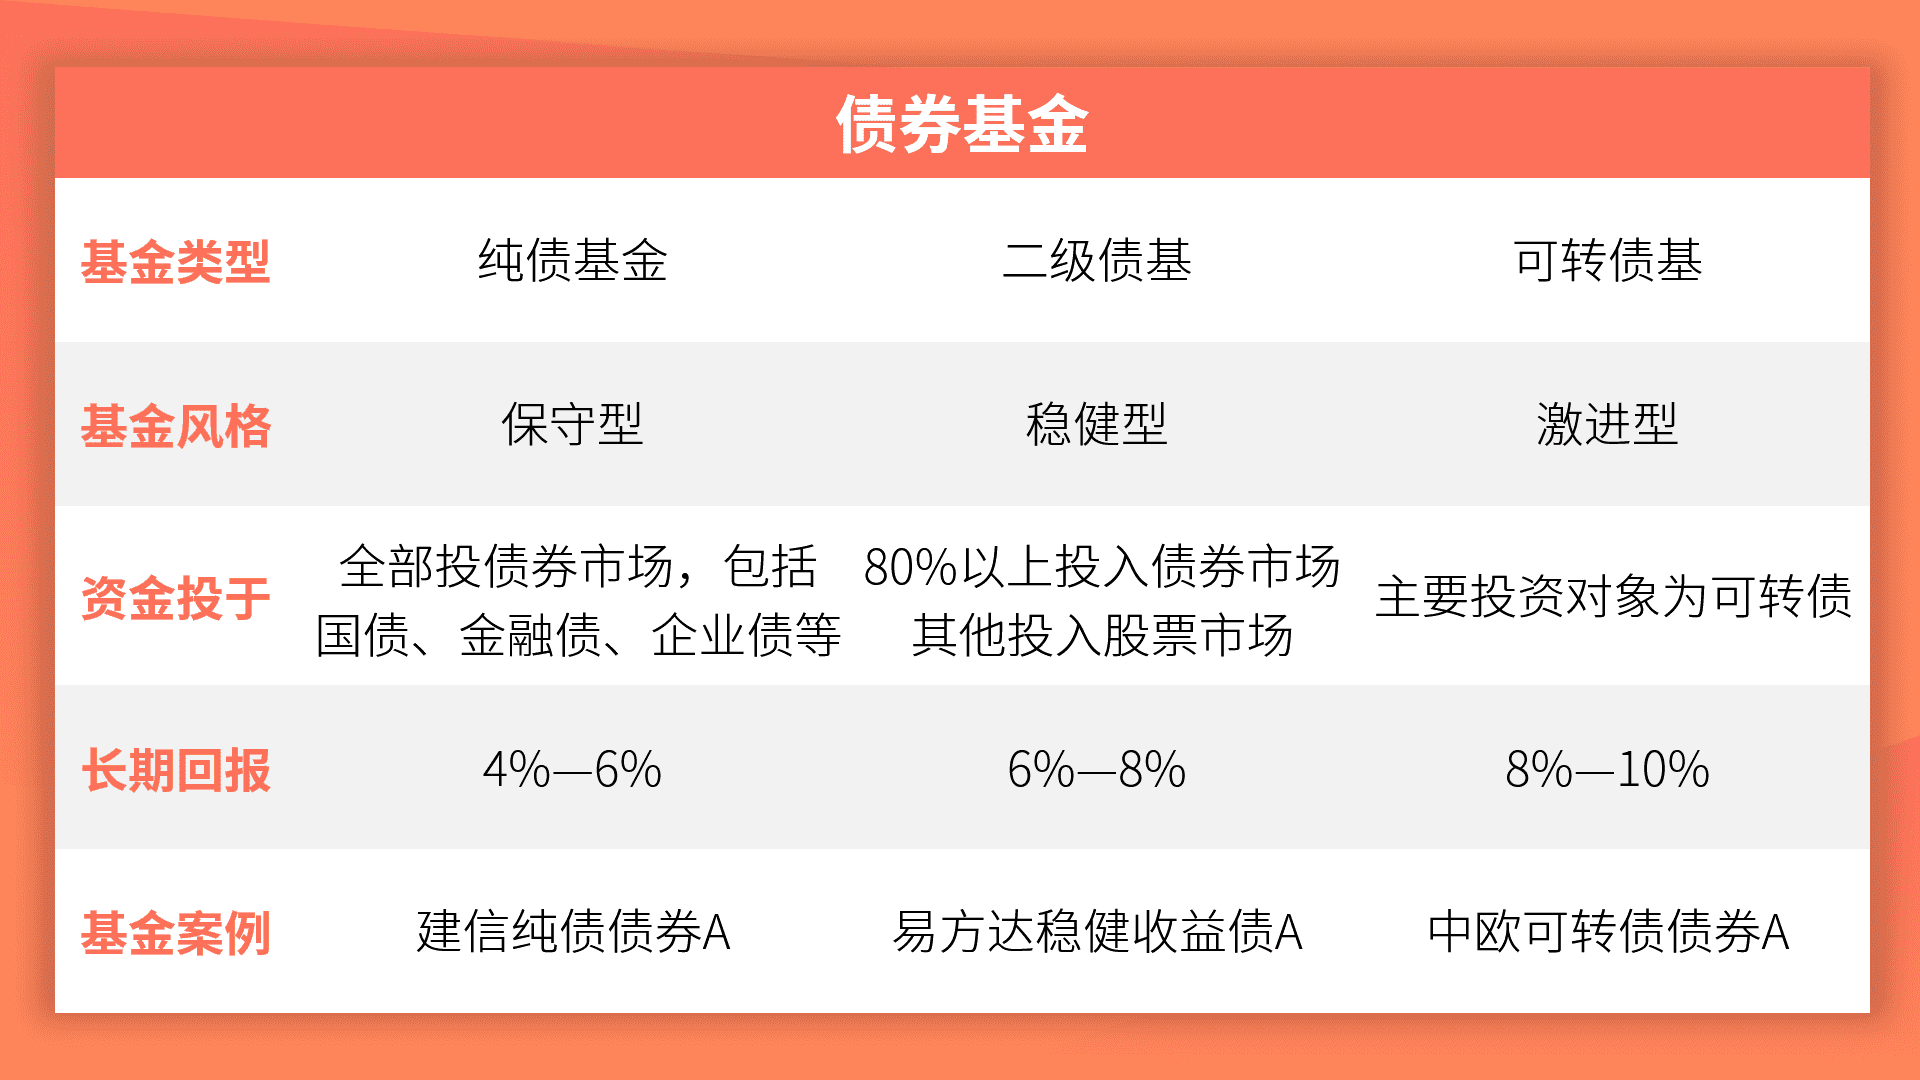 债券基金
基金类型 纯债基金 二级债基 可转债基
基金风格 保守型 稳健型 激进型
资金投于
全部投债券市场，包括
国债、金融债、企业债等
80%以上投入债券市场
其他投入股票市场
主要投资对象为可转债
长期回报 4%—6% 6%—8% 8%—10%
基金案例 建信纯债债券A 易方达稳健收益债A 中欧可转债债券A